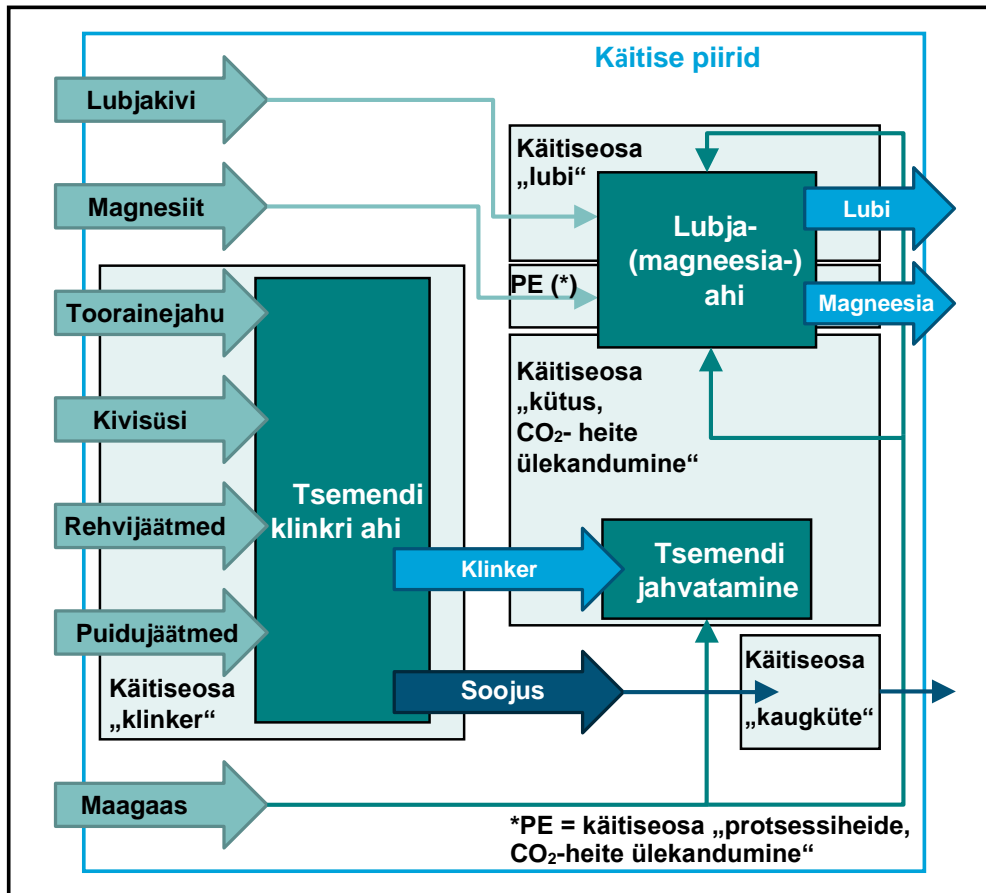 Käitise piirid
Lubjakivi
Magnesiit
Toorainejahu
Kivisüsi
Rehvijäätmed
Puidujäätmed
Käitiseosa
„klinker“
Maagaas
Tsemendi
klinkri ahi
Klinker
Soojus
Käitiseosa
„lubi“
PE (*)
Lubja-
(magneesia-)
ahi
Lubi
Magneesia
Käitiseosa
„kütus,
CO₂- heite
ülekandumine“
Tsemendi
jahvatamine
Käitiseosa
„kaugküte“
*PE = käitiseosa „protsessiheide,
CO₂-heite ülekandumine“